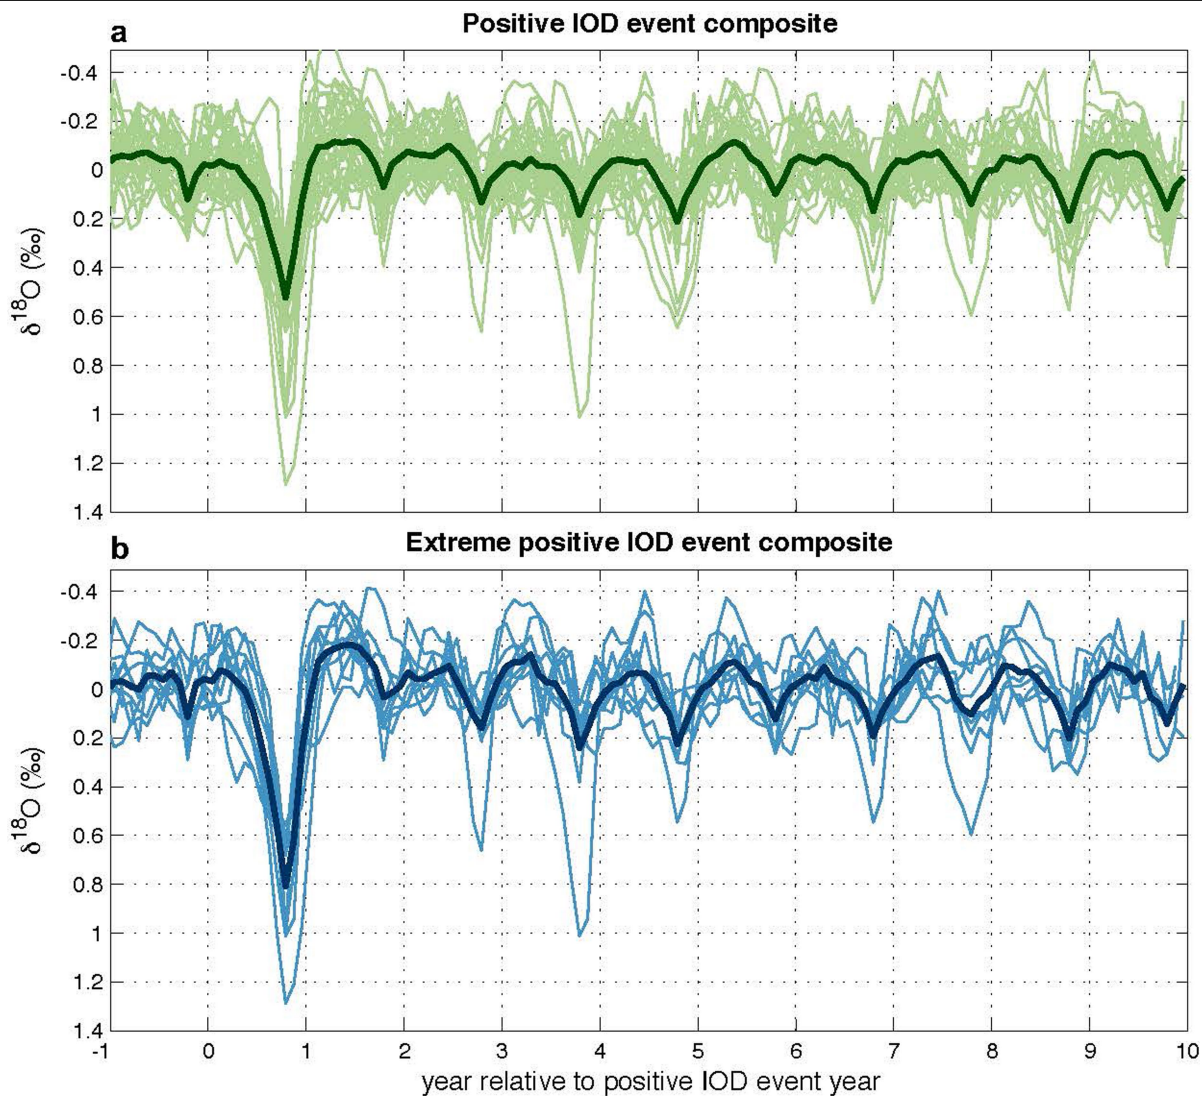 a
Positive IOD event composite
-0.4
-0.2
0
0.2
0.4
0.6
0.8
1
1.2
1.4
δ18O (‰)
b
Extreme positive IOD event composite
-0.4
-0.2
0
0.2
0.4
0.6
0.8
1
1.2
1.4
δ18O (‰)
-1 0 1 2 3 4 5 6 7 8 9 10
year relative to positive IOD event year